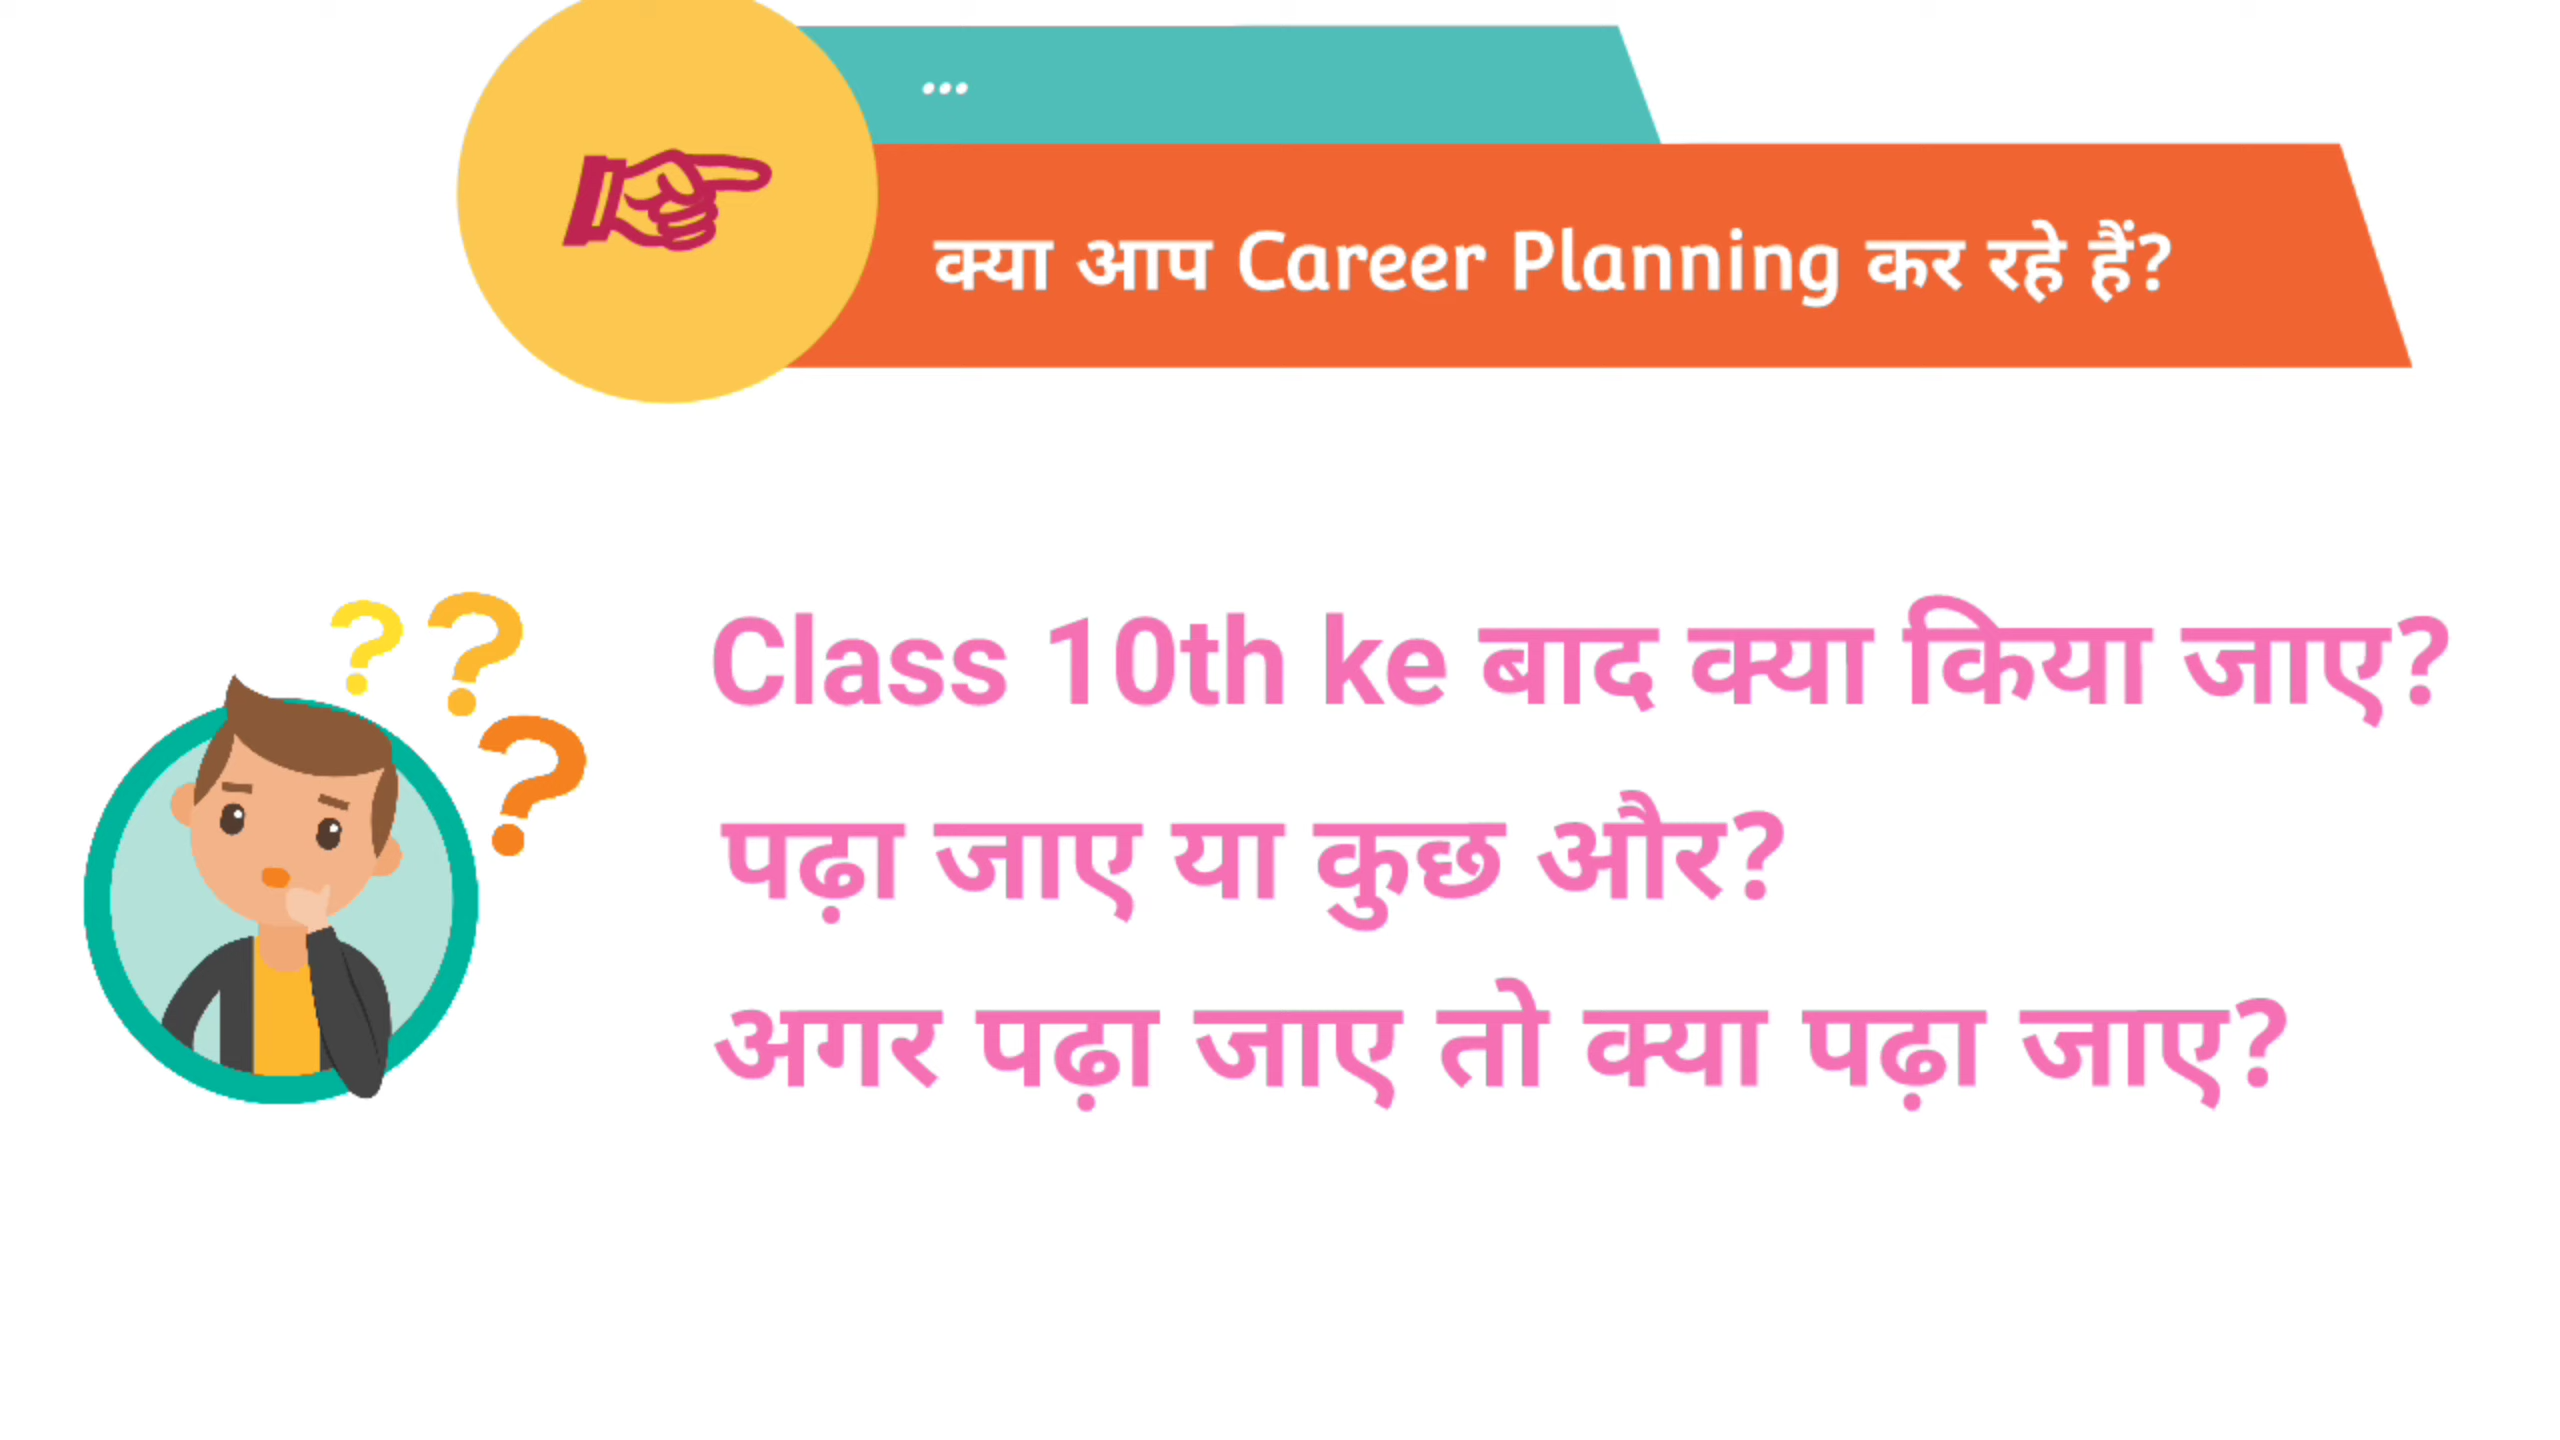 ...
क्या आप Career Planning कर रहे हैं?
? ? ?
Class 10th ke बाद क्या किया जाए?
पढ़ा जाए या कुछ और?
अगर पढ़ा जाए तो क्या पढ़ा जाए?